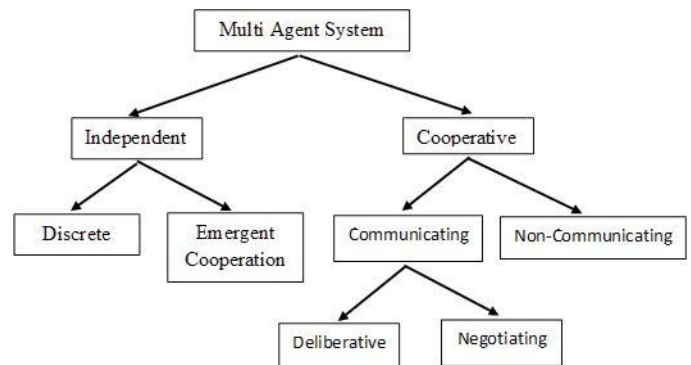 Multi Agent System
Independent
Cooperative
Discrete
Emergent
Cooperation
Communicating
Non-Communicating
Deliberative
Negotiating